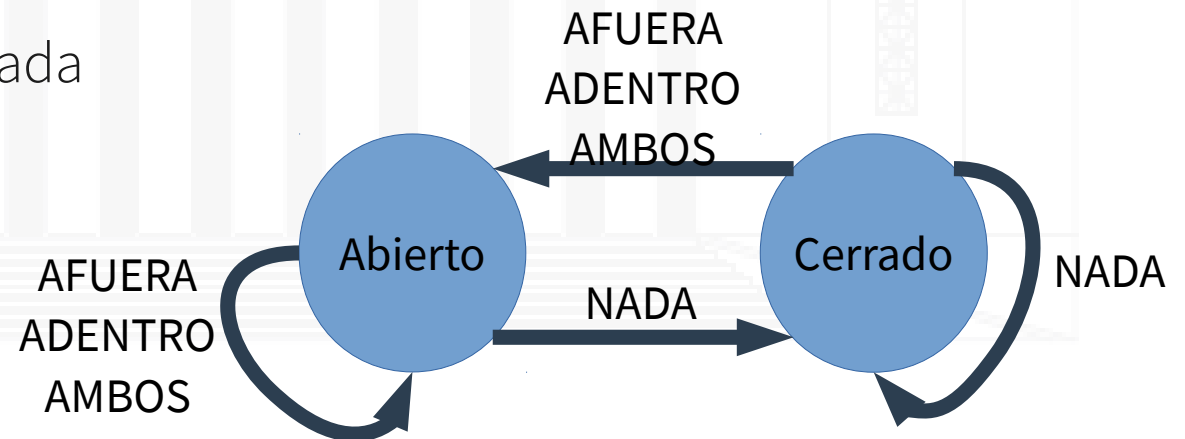 ada
AFUERA
ADENTRO
AMBOS
Abierto
Cerrado
NADA
NADA
AFUERA
ADENTRO
AMBOS